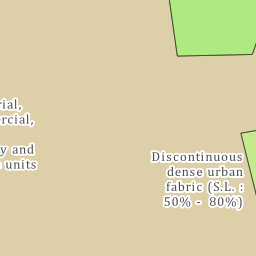 rial,
rcial,
y and
units
Discontinuous
dense urban
fabric (S.L. :
50% - 80%)